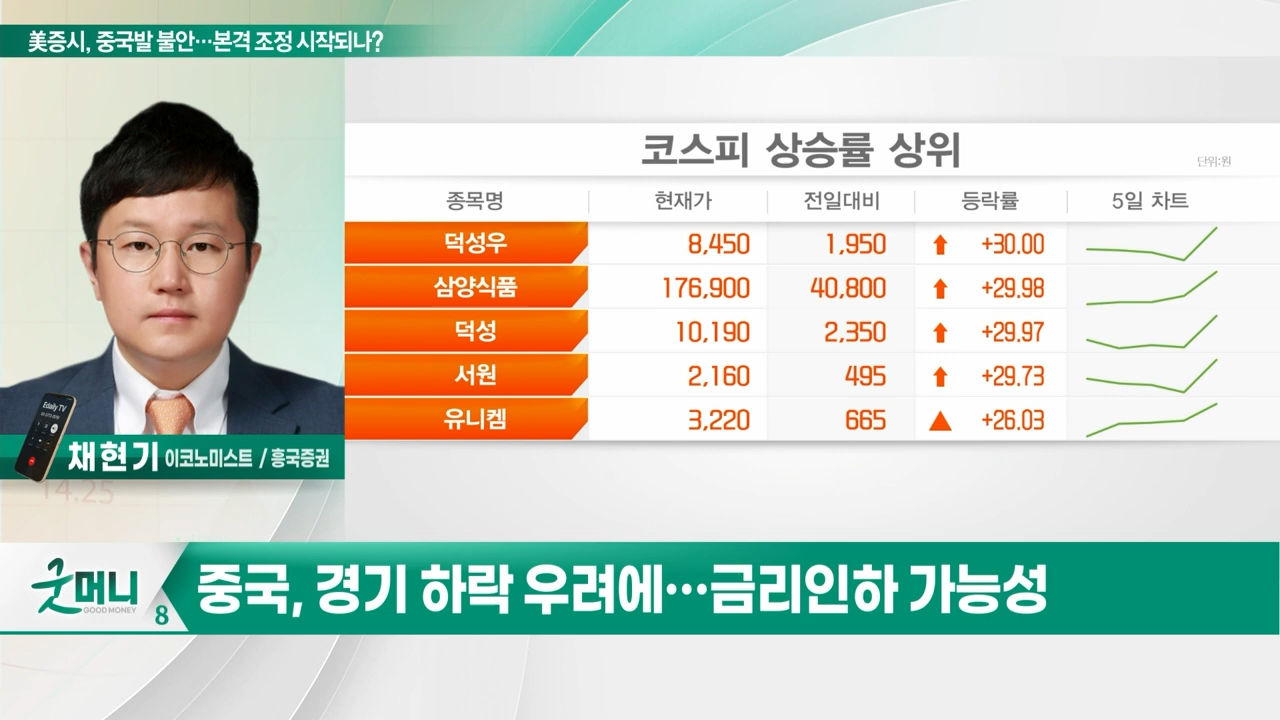 美증시, 중국발 불안…본격 조정 시작되나?
코스피 상승률 상위
단위:원
종목명 현재가 전일대비 등락률 5일 차트
덕성우 8,450 1,950 +30.00
삼양식품 176,900 40,800 +29.98
덕성 10,190 2,350 +29.97
서원 2,160 495 +29.73
유니켐 3,220 665 +26.03
Edaily TV
채현기 이코노미스트 / 흥국증권
14.25
굿머니
GOOD MONEY
8
중국, 경기 하락 우려에…금리인하 가능성